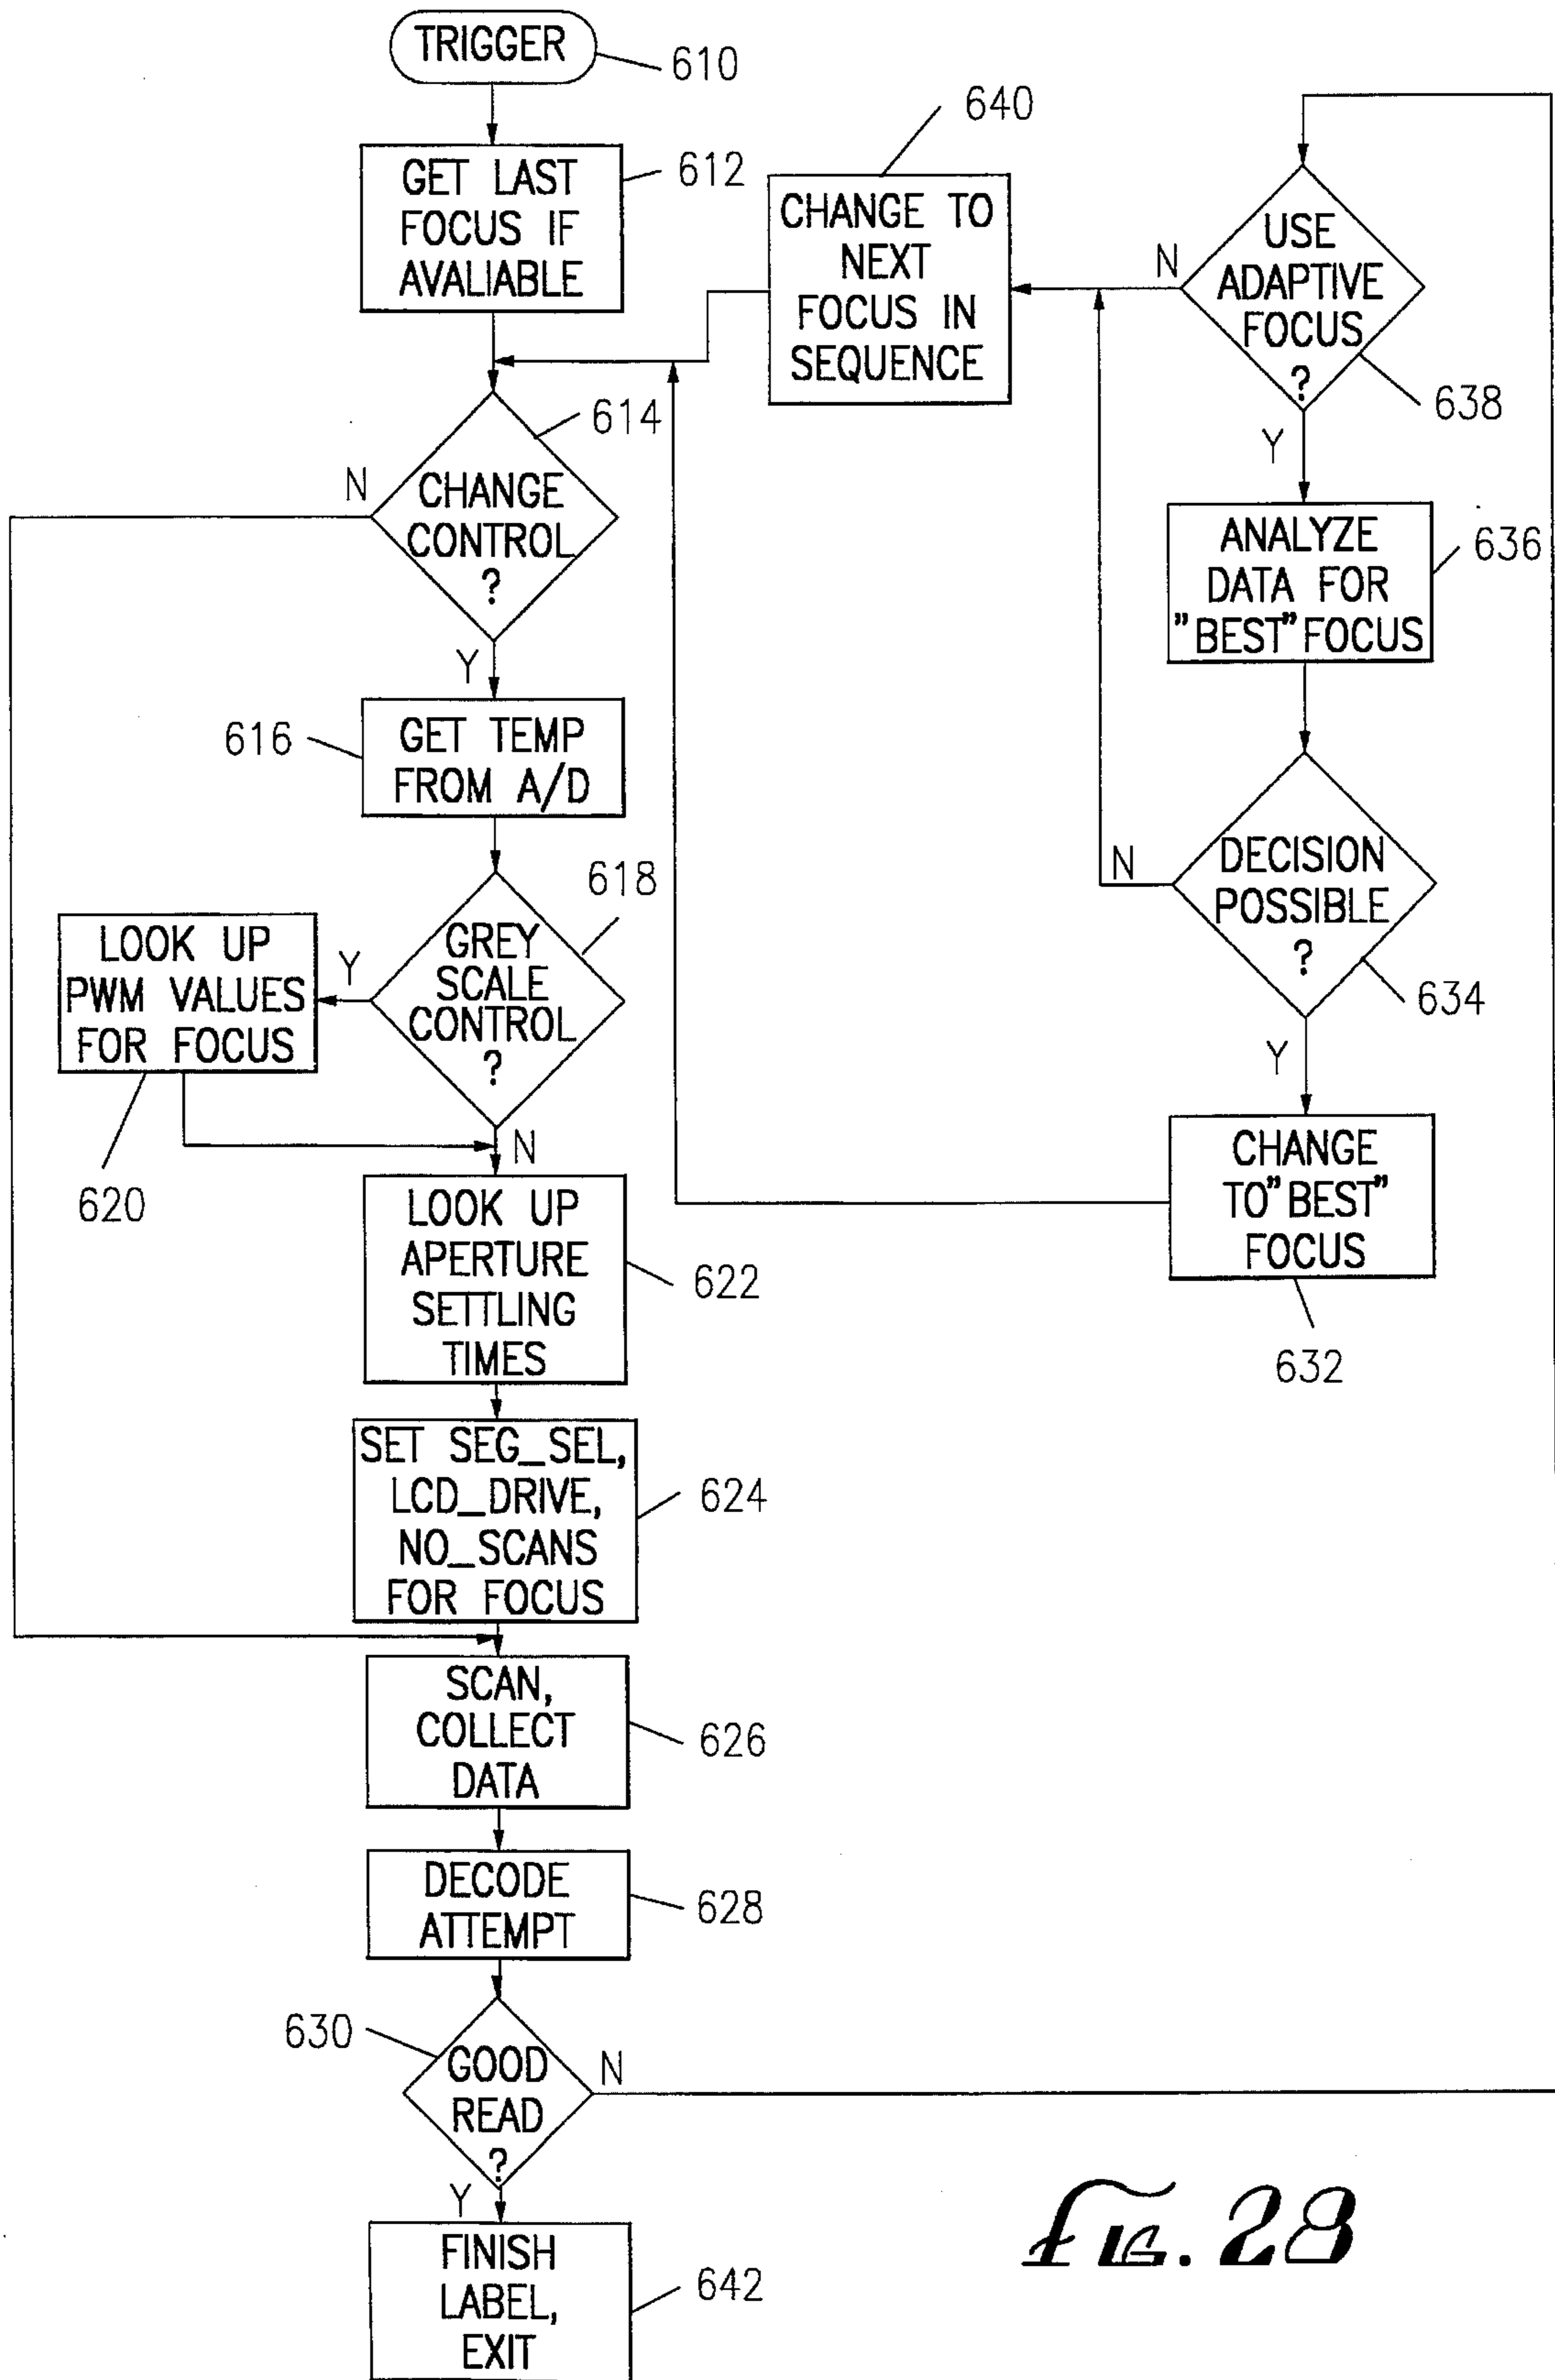 TRIGGER
610
GET LAST
FOCUS IF
AVALIABLE
612
614
CHANGE
CONTROL
?
N
Y
616
GET TEMP
FROM A/D
618
GREY
SCALE
CONTROL
?
Y
N
LOOK UP
PWM VALUES
FOR FOCUS
620
LOOK UP
APERTURE
SETTLING
TIMES
622
SET SEG_SEL,
LCD_DRIVE,
NO_SCANS
FOR FOCUS
624
SCAN,
COLLECT
DATA
626
DECODE
ATTEMPT
628
630
GOOD
READ
?
N
Y
FINISH
LABEL,
EXIT
642
640
CHANGE TO
NEXT
FOCUS IN
SEQUENCE
USE
ADAPTIVE
FOCUS
?
N
638
Y
ANALYZE
DATA FOR
"BEST" FOCUS
636
DECISION
POSSIBLE
?
N
634
Y
CHANGE
TO "BEST"
FOCUS
632
FIG. 28